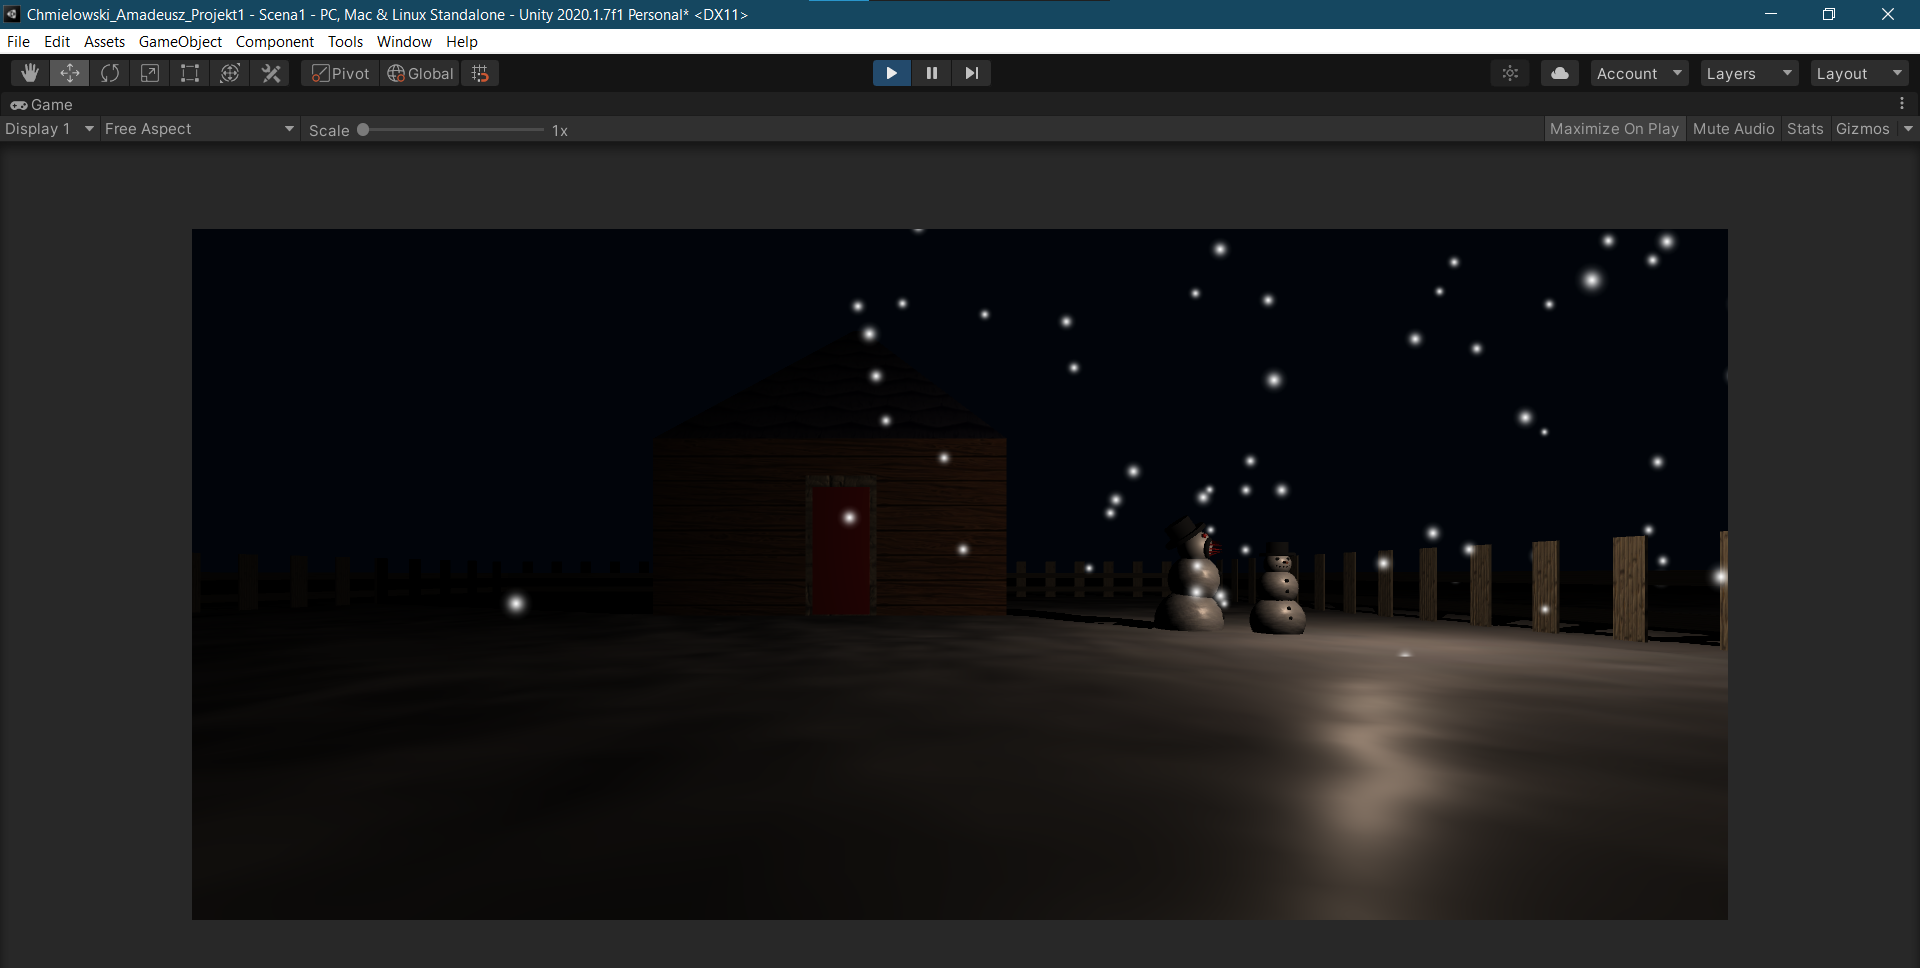 Chmielowski_Amadeusz_Projekt1 - Scena1 - PC, Mac & Linux Standalone - Unity 2020.1.7f1 Personal* <DX11>
File Edit Assets GameObject Component Tools Window Help
Pivot Global Account Layers Layout
Game
Display 1 Free Aspect Scale 1x Maximize On Play Mute Audio Stats Gizmos